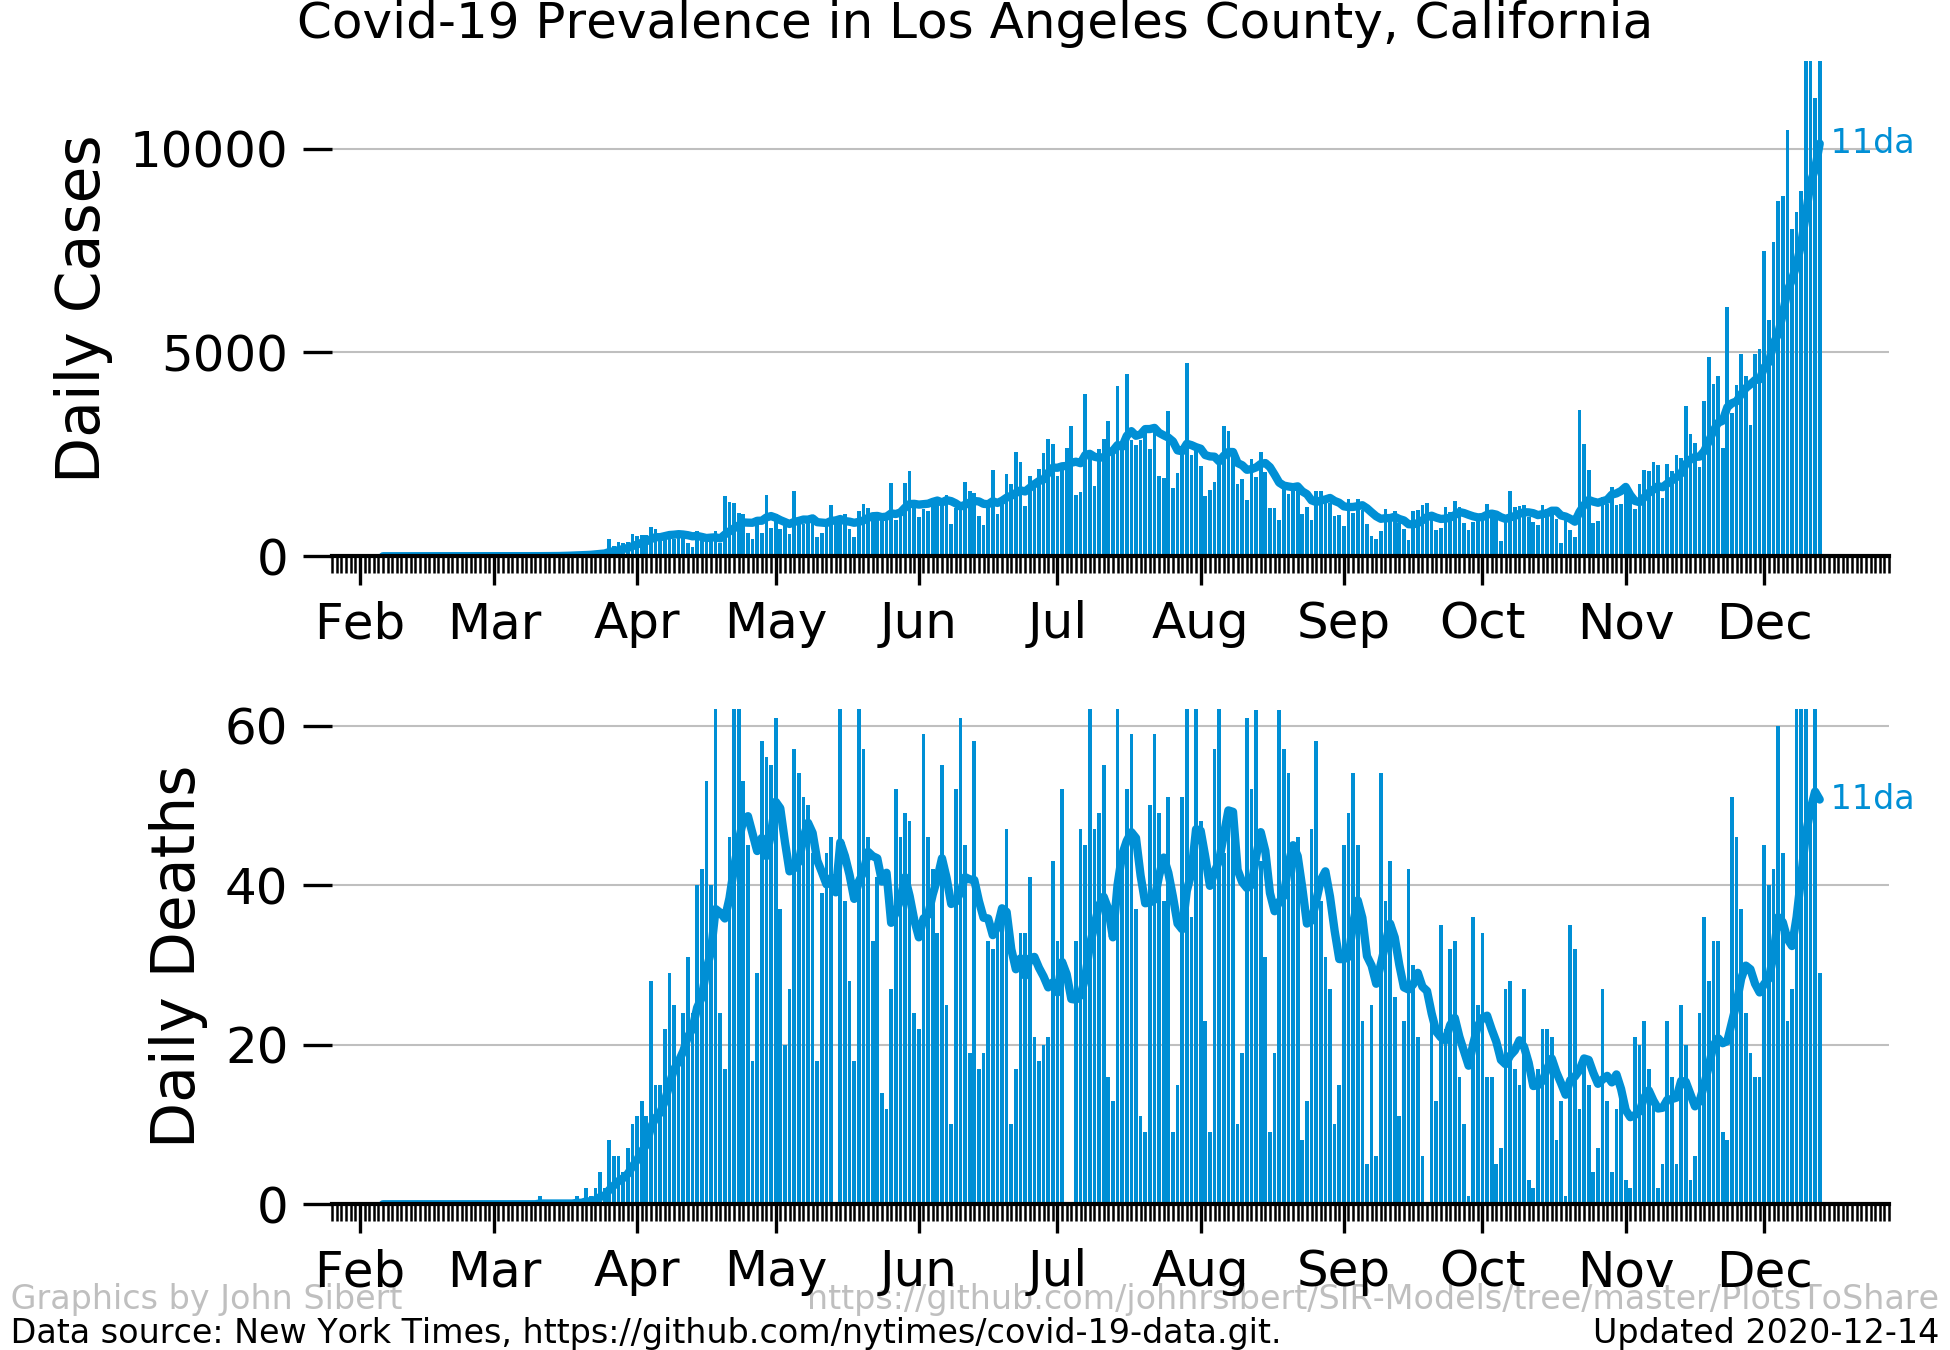 Covid-19 Prevalence in Los Angeles County, California
Daily Cases
10000
5000
0
11da
Feb Mar Apr May Jun Jul Aug Sep Oct Nov Dec
Daily Deaths
60
40
20
0
11da
Feb Mar Apr May Jun Jul Aug Sep Oct Nov Dec
Graphics by John Sibert https://github.com/johnrsibert/SIR-Models/tree/master/PlotsToShare
Data source: New York Times, https://github.com/nytimes/covid-19-data.git. Updated 2020-12-14